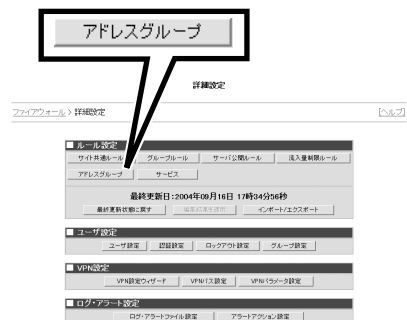 アドレスグループ
詳細設定
ファイアウォール > 詳細設定 [ヘルプ]
■ ルール設定
サイト共通ルール グループルール サーバ公開ルール 流入量制限ルール
アドレスグループ サービス
最終更新日:2004年09月16日 17時34分56秒
最終更新状態に戻す 編集結果を適用 インポート/エクスポート
■ ユーザ設定
ユーザ設定 認証設定 ロックアウト設定 グループ設定
■ VPN設定
VPN設定ウィザード VPNパス設定 VPNパラメータ設定
■ ログ・アラート設定
ログ・アラートファイル設定 アラートアクション設定